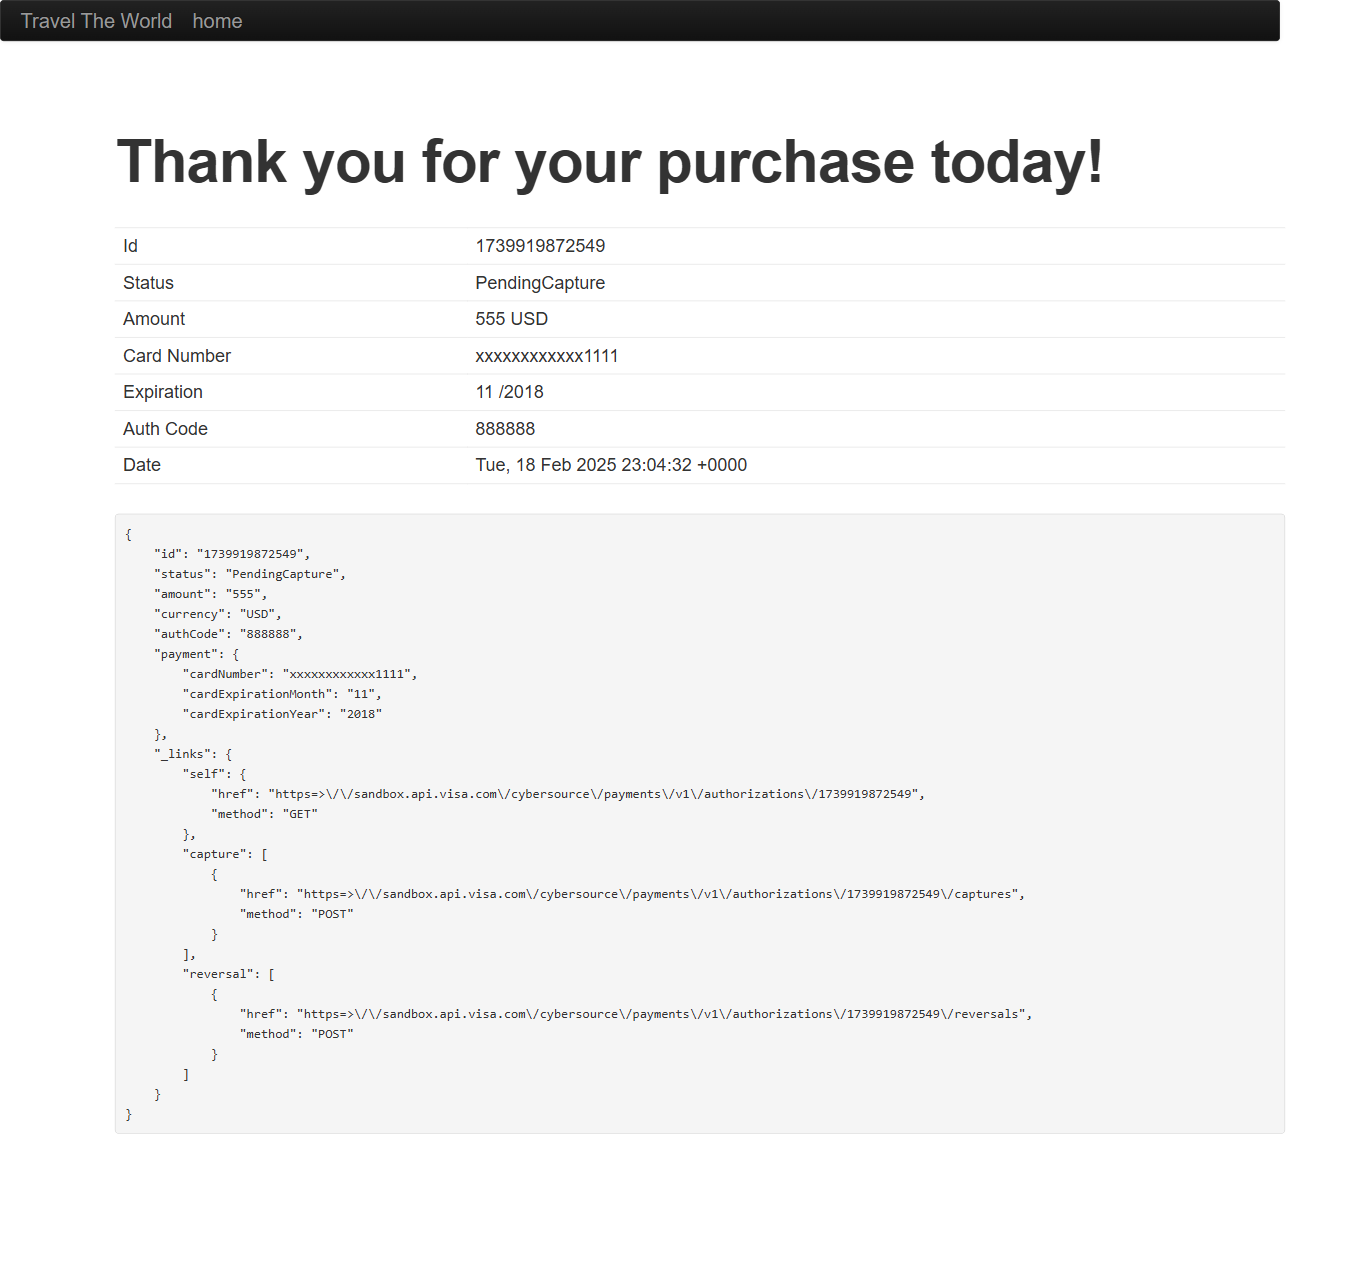 Travel The World home
Thank you for your purchase today!
Id 1739919872549
Status PendingCapture
Amount 555 USD
Card Number xxxxxxxxxxxx1111
Expiration 11 /2018
Auth Code 888888
Date Tue, 18 Feb 2025 23:04:32 +0000
{
    "id": "1739919872549",
    "status": "PendingCapture",
    "amount": "555",
    "currency": "USD",
    "authCode": "888888",
    "payment": {
        "cardNumber": "xxxxxxxxxxxx1111",
        "cardExpirationMonth": "11",
        "cardExpirationYear": "2018"
    },
    "_links": {
        "self": {
            "href": "https=>\/\/sandbox.api.visa.com\/cybersource\/payments\/v1\/authorizations\/1739919872549",
            "method": "GET"
        },
        "capture": [
            {
                "href": "https=>\/\/sandbox.api.visa.com\/cybersource\/payments\/v1\/authorizations\/1739919872549\/captures",
                "method": "POST"
            }
        ],
        "reversal": [
            {
                "href": "https=>\/\/sandbox.api.visa.com\/cybersource\/payments\/v1\/authorizations\/1739919872549\/reversals",
                "method": "POST"
            }
        ]
    }
}